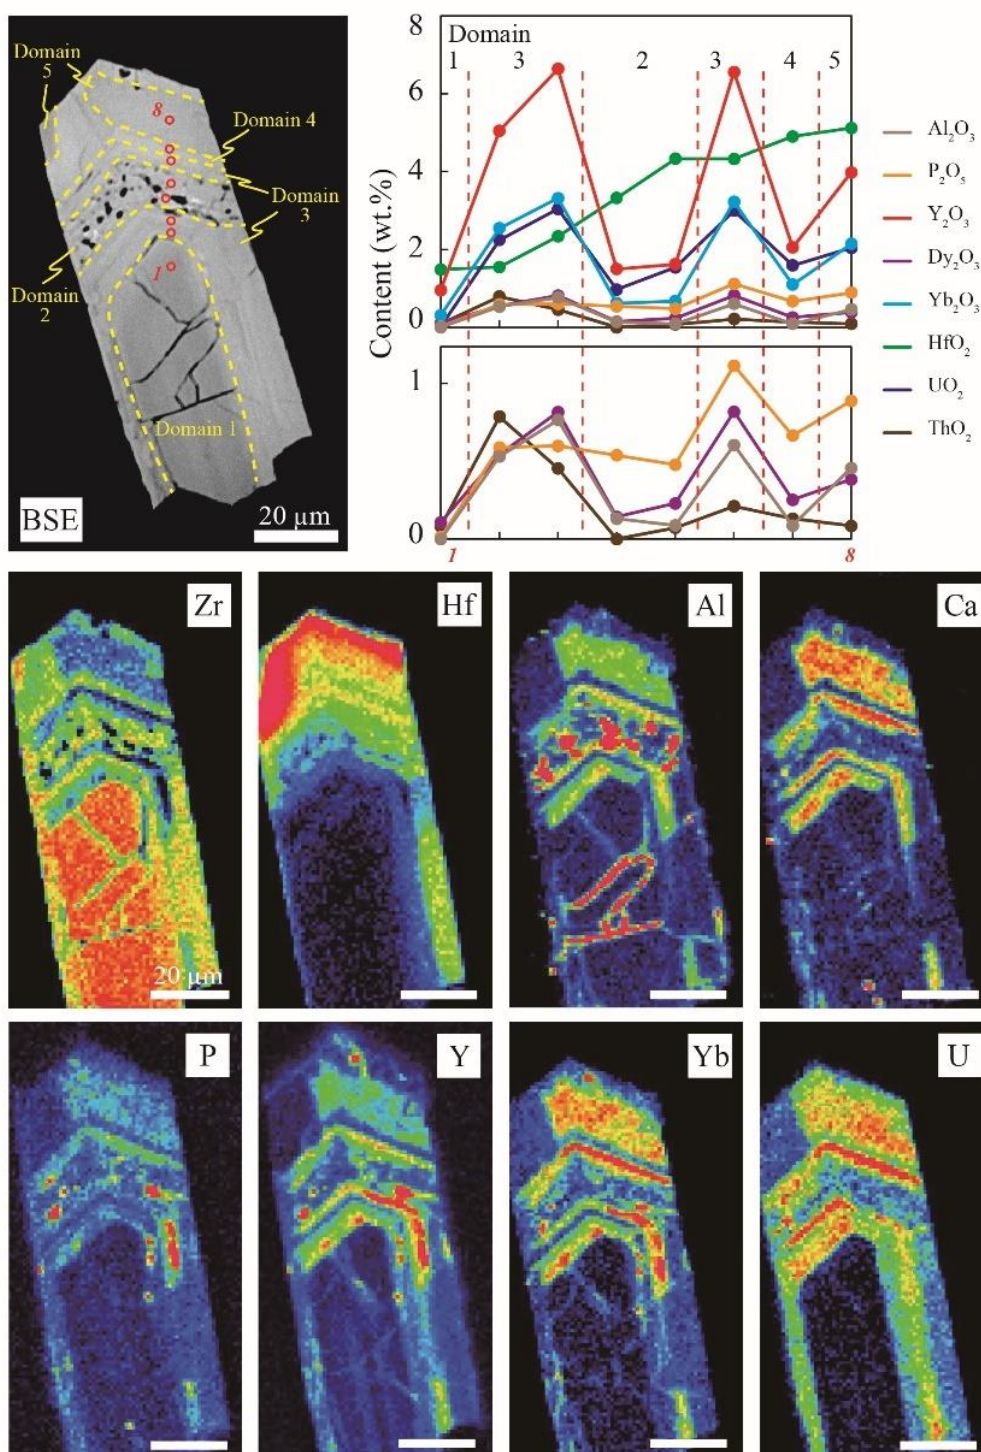 Domain
5
8
Domain 4
Domain
3
1
Domain
2
Domain 1
BSE
20 µm
Content (wt.%)
8
6
4
2
0
Domain
1 3 2 3 4 5
1
0
1 8
Al₂O₃
P₂O₅
Y₂O₃
Dy₂O₃
Yb₂O₃
HfO₂
UO₂
ThO₂
Zr
20 µm
Hf
Al
Ca
P
Y
Yb
U